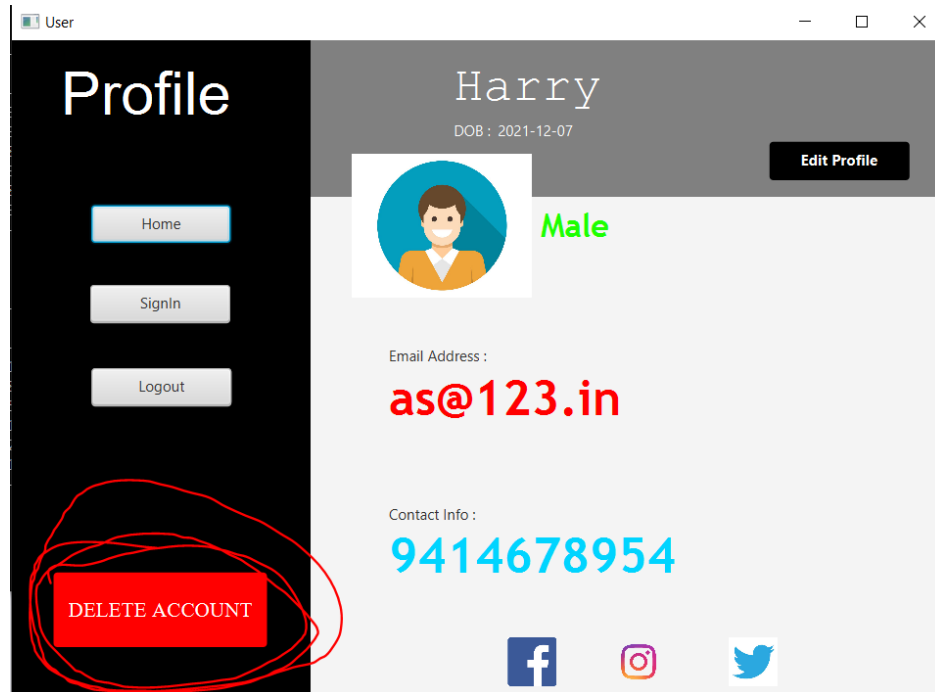 User
Profile
Home
SignIn
Logout
DELETE ACCOUNT
Harry
DOB : 2021-12-07
Edit Profile
Male
Email Address :
as@123.in
Contact Info :
9414678954